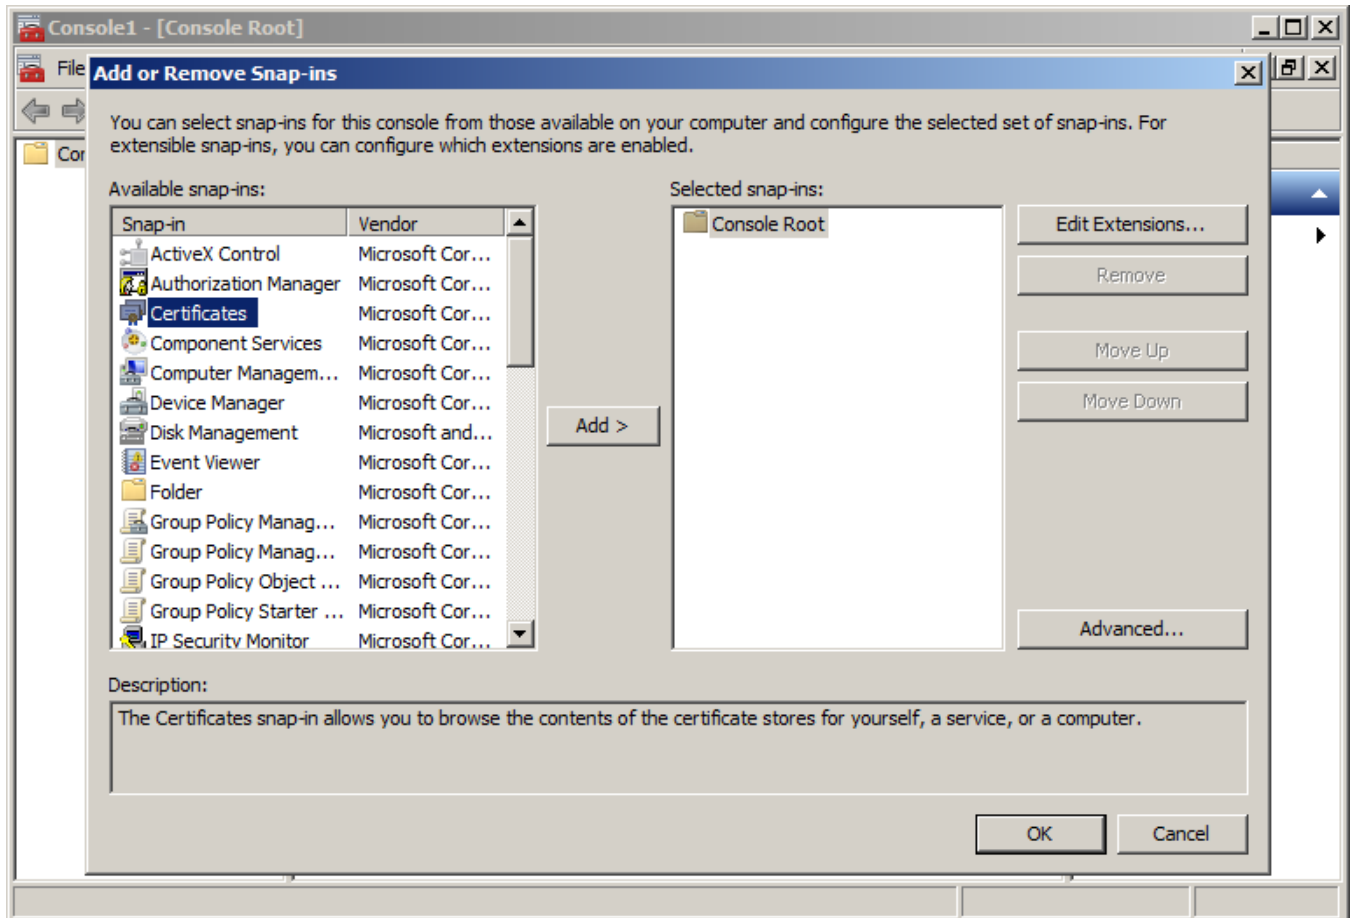 Console1 - [Console Root]
File
Add or Remove Snap-ins
You can select snap-ins for this console from those available on your computer and configure the selected set of snap-ins. For
extensible snap-ins, you can configure which extensions are enabled.
Con
Available snap-ins:
Selected snap-ins:
Snap-in Vendor
Console Root
Edit Extensions...
ActiveX Control Microsoft Cor...
Authorization Manager Microsoft Cor...
Remove
Certificates Microsoft Cor...
Component Services Microsoft Cor...
Move Up
Computer Managem... Microsoft Cor...
Device Manager Microsoft Cor...
Move Down
Add >
Disk Management Microsoft and...
Event Viewer Microsoft Cor...
Folder Microsoft Cor...
Group Policy Manag... Microsoft Cor...
Group Policy Manag... Microsoft Cor...
Group Policy Object ... Microsoft Cor...
Group Policy Starter ... Microsoft Cor...
IP Security Monitor Microsoft Cor...
Advanced...
Description:
The Certificates snap-in allows you to browse the contents of the certificate stores for yourself, a service, or a computer.
OK
Cancel